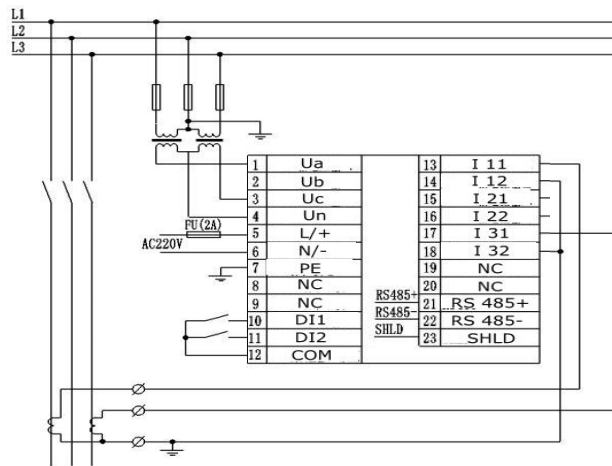 L1
L2
L3
1 Ua 13 I 11
2 Ub 14 I 12
3 Uc 15 I 21
4 Un 16 I 22
FU(2A)
5 L/+ 17 I 31
AC220V
6 N/- 18 I 32
7 PE 19 NC
8 NC 20 NC
RS485+
9 NC 21 RS 485+
RS485-
10 DI1 22 RS 485-
SHLD
11 DI2 23 SHLD
12 COM